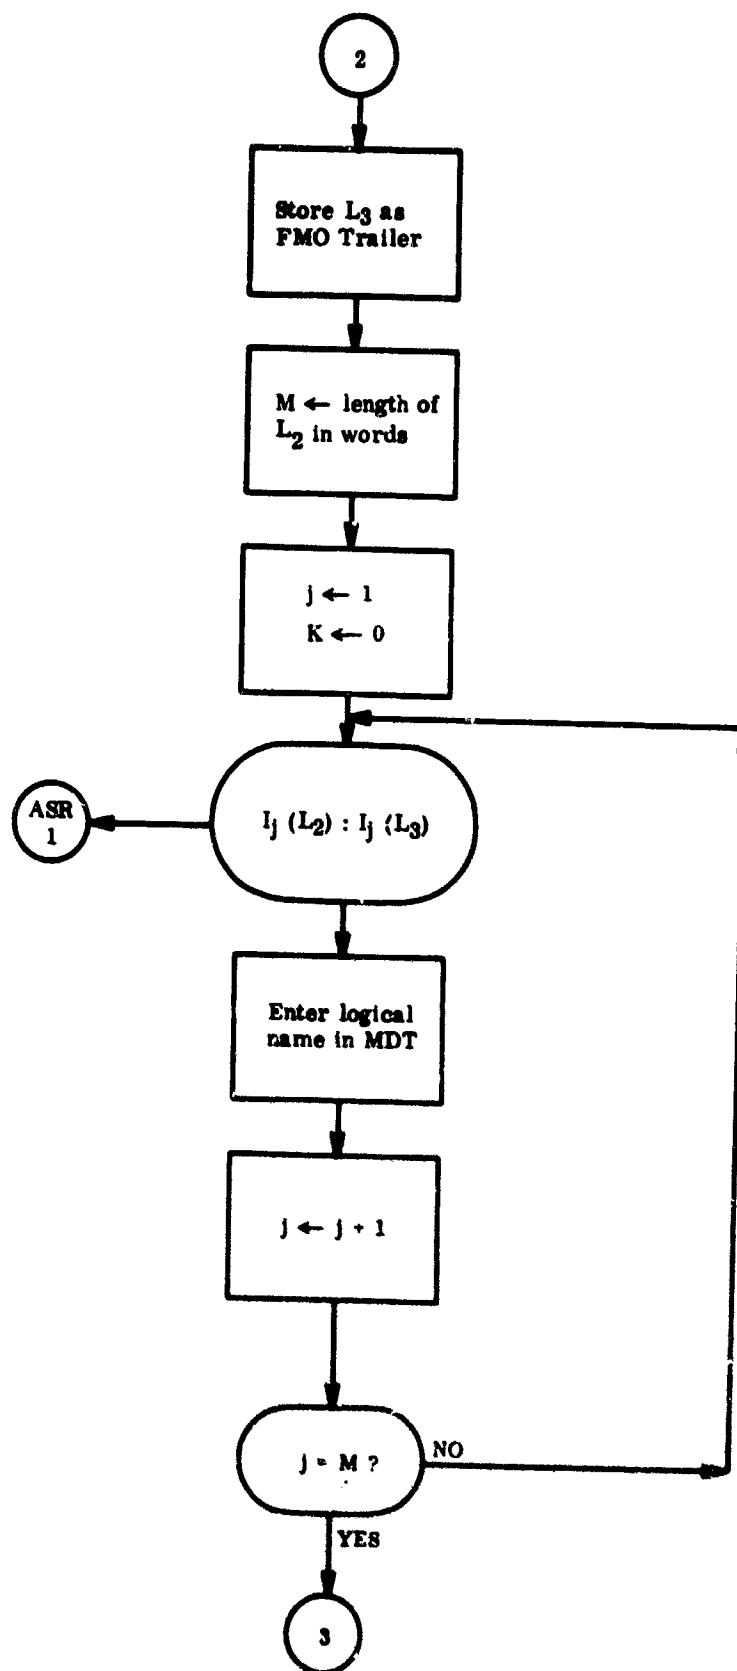 2
Store L3 as
FMO Trailer
M ← length of
L2 in words
j ← 1
K ← 0
ASR
1
Ij (L2) : Ij (L3)
Enter logical
name in MDT
j ← j + 1
j = M ?
NO
YES
3